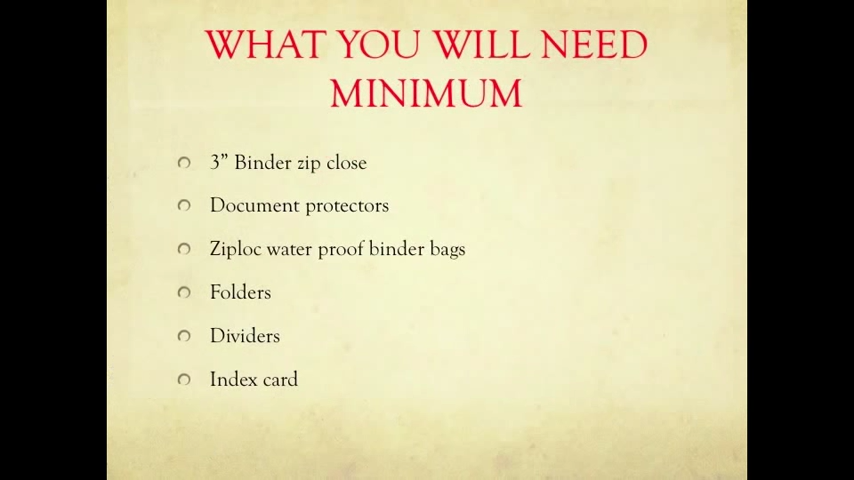 WHAT YOU WILL NEED
MINIMUM
3” Binder zip close
Document protectors
Ziploc water proof binder bags
Folders
Dividers
Index card